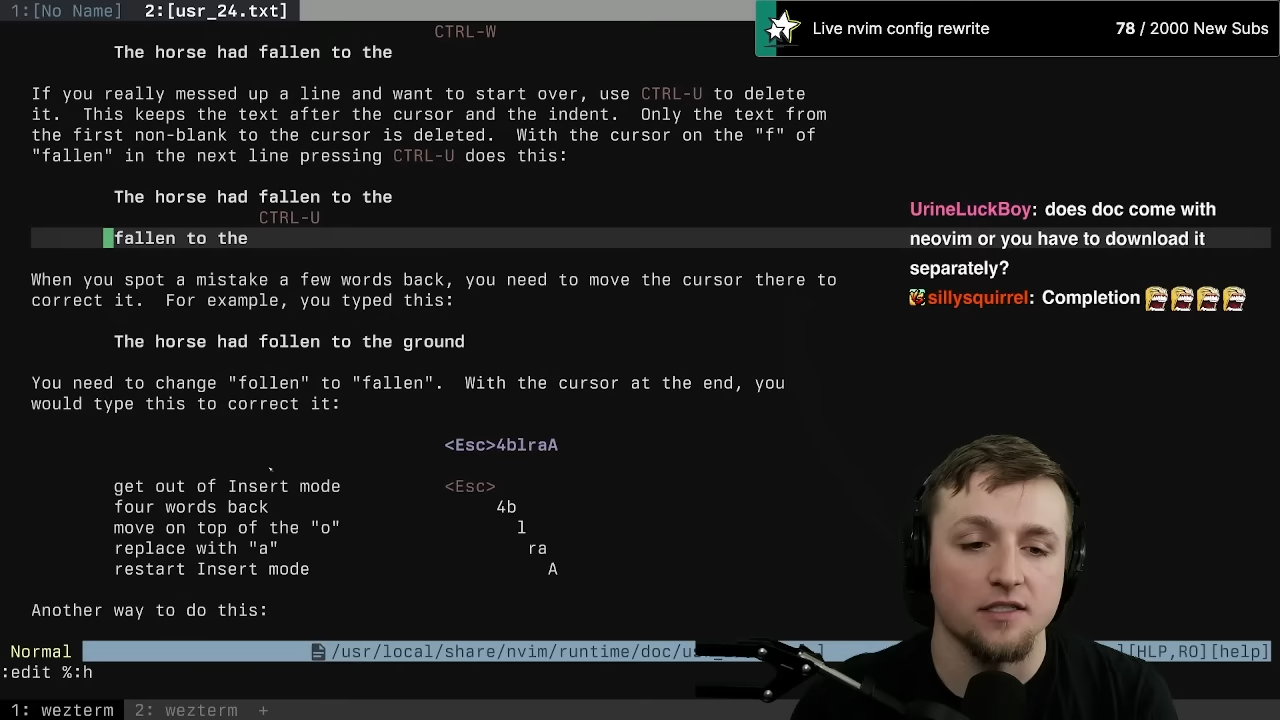 1:[No Name]  2:[usr_24.txt]
CTRL-W
The horse had fallen to the
If you really messed up a line and want to start over, use CTRL-U to delete
it.  This keeps the text after the cursor and the indent.  Only the text from
the first non-blank to the cursor is deleted.  With the cursor on the "f" of
"fallen" in the next line pressing CTRL-U does this:
The horse had fallen to the
CTRL-U
fallen to the
When you spot a mistake a few words back, you need to move the cursor there to
correct it.  For example, you typed this:
The horse had follen to the ground
You need to change "follen" to "fallen".  With the cursor at the end, you
would type this to correct it:
<Esc>4blraA
get out of Insert mode <Esc>
four words back 4b
move on top of the "o" l
replace with "a" ra
restart Insert mode A
Another way to do this:
Normal /usr/local/share/nvim/runtime/doc/ [HLP,RO][help]
:edit %:h
1: wezterm 2: wezterm +
Live nvim config rewrite 78 / 2000 New Subs
UrineLuckBoy: does doc come with
neovim or you have to download it
separately?
sillysquirrel: Completion